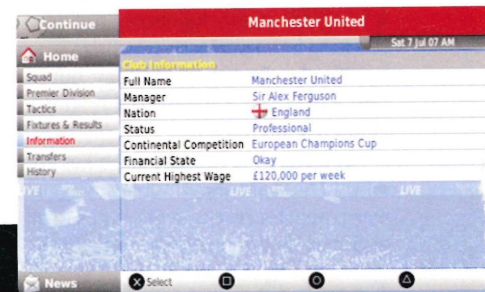 Continue
Manchester United
Sat 7 Jul 07 AM
Home
Club Information
Squad
Premier Division
Tactics
Fixtures & Results
Information
Transfers
History
Full Name Manchester United
Manager Sir Alex Ferguson
Nation England
Status Professional
Continental Competition European Champions Cup
Financial State Okay
Current Highest Wage £120,000 per week
LIVE
LIVE
LIVE
News
Select